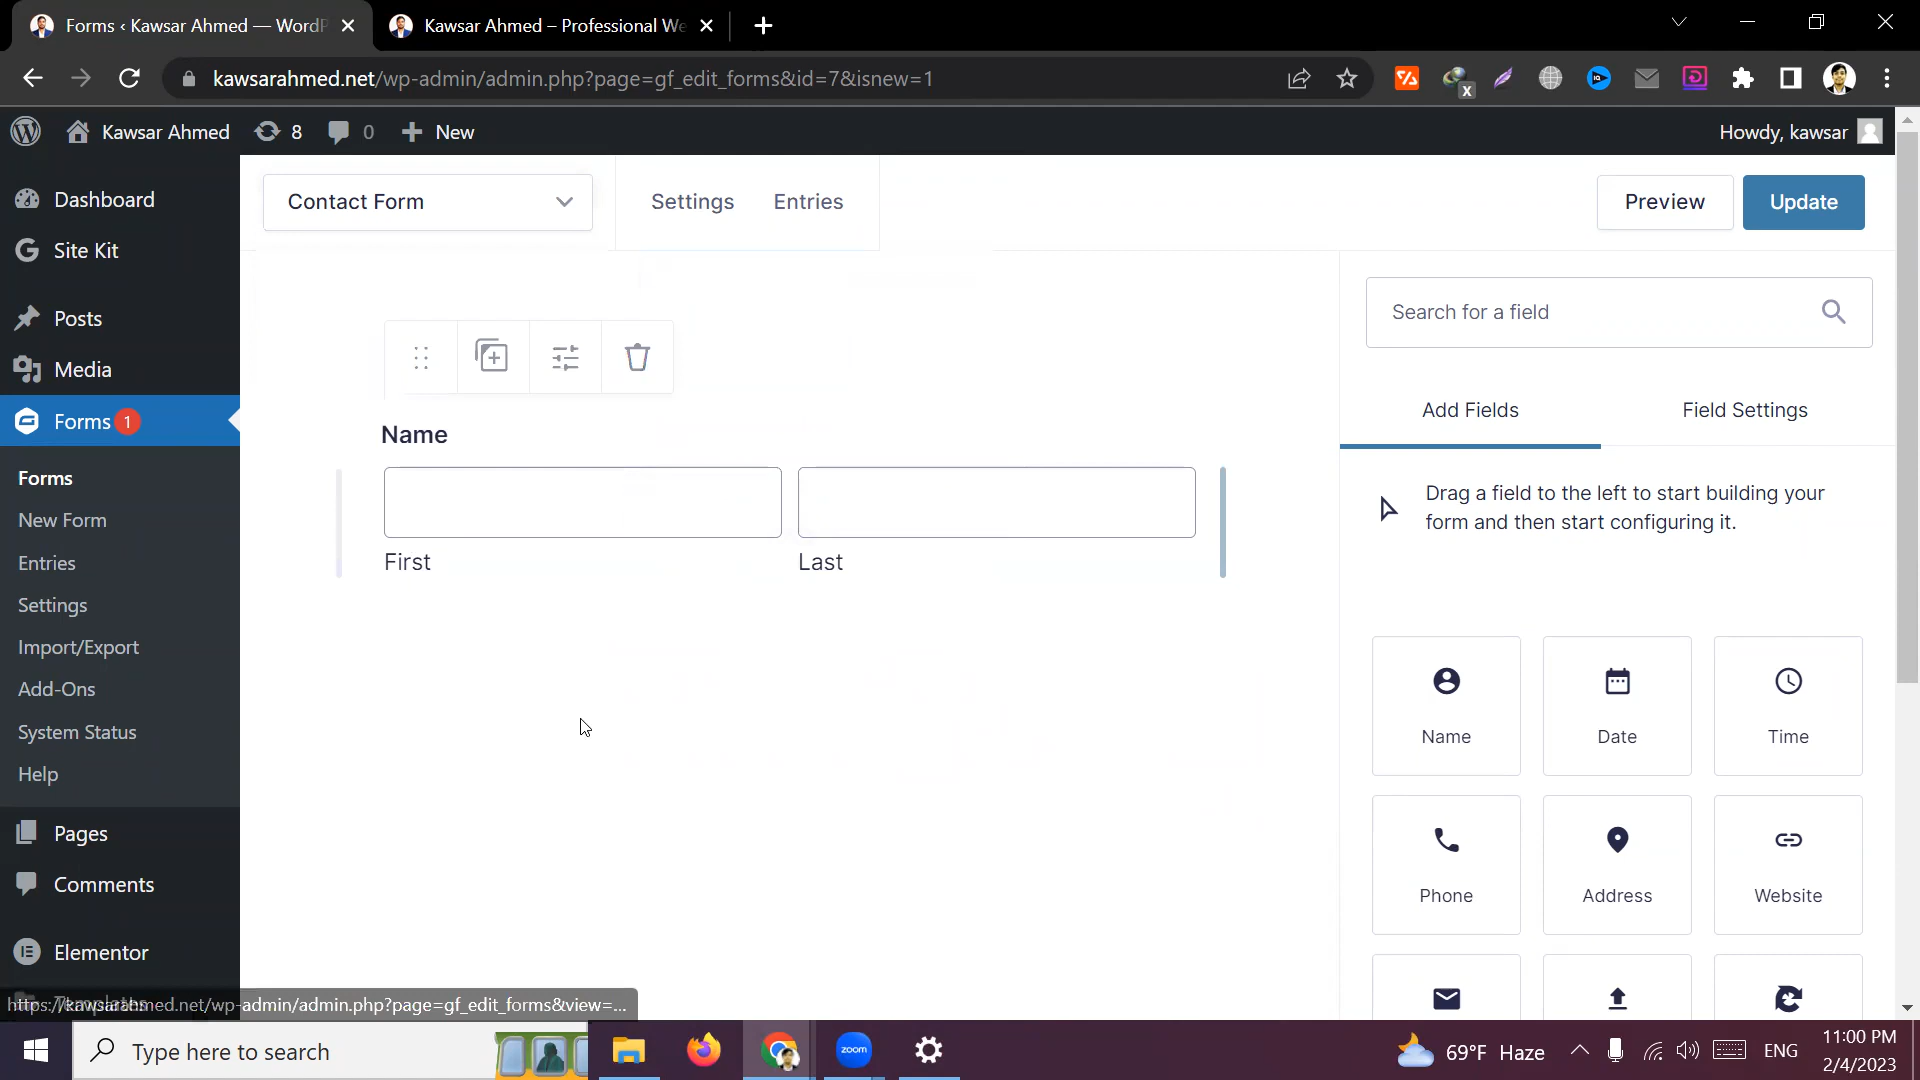 Forms ‹ Kawsar Ahmed — WordP
Kawsar Ahmed – Professional We
kawsarahmed.net/wp-admin/admin.php?page=gf_edit_forms&id=7&isnew=1
Kawsar Ahmed
8
0
New
Howdy, kawsar
Dashboard
Site Kit
Posts
Media
Forms 1
Forms
New Form
Entries
Settings
Import/Export
Add-Ons
System Status
Help
Pages
Comments
Elementor
Templates
Contact Form
Settings
Entries
Preview
Update
Name
First
Last
Search for a field
Add Fields
Field Settings
Drag a field to the left to start building your
form and then start configuring it.
Name
Date
Time
Phone
Address
Website
https://kawsarahmed.net/wp-admin/admin.php?page=gf_edit_forms&view=...
Type here to search
zoom
69°F Haze
ENG
11:00 PM
2/4/2023